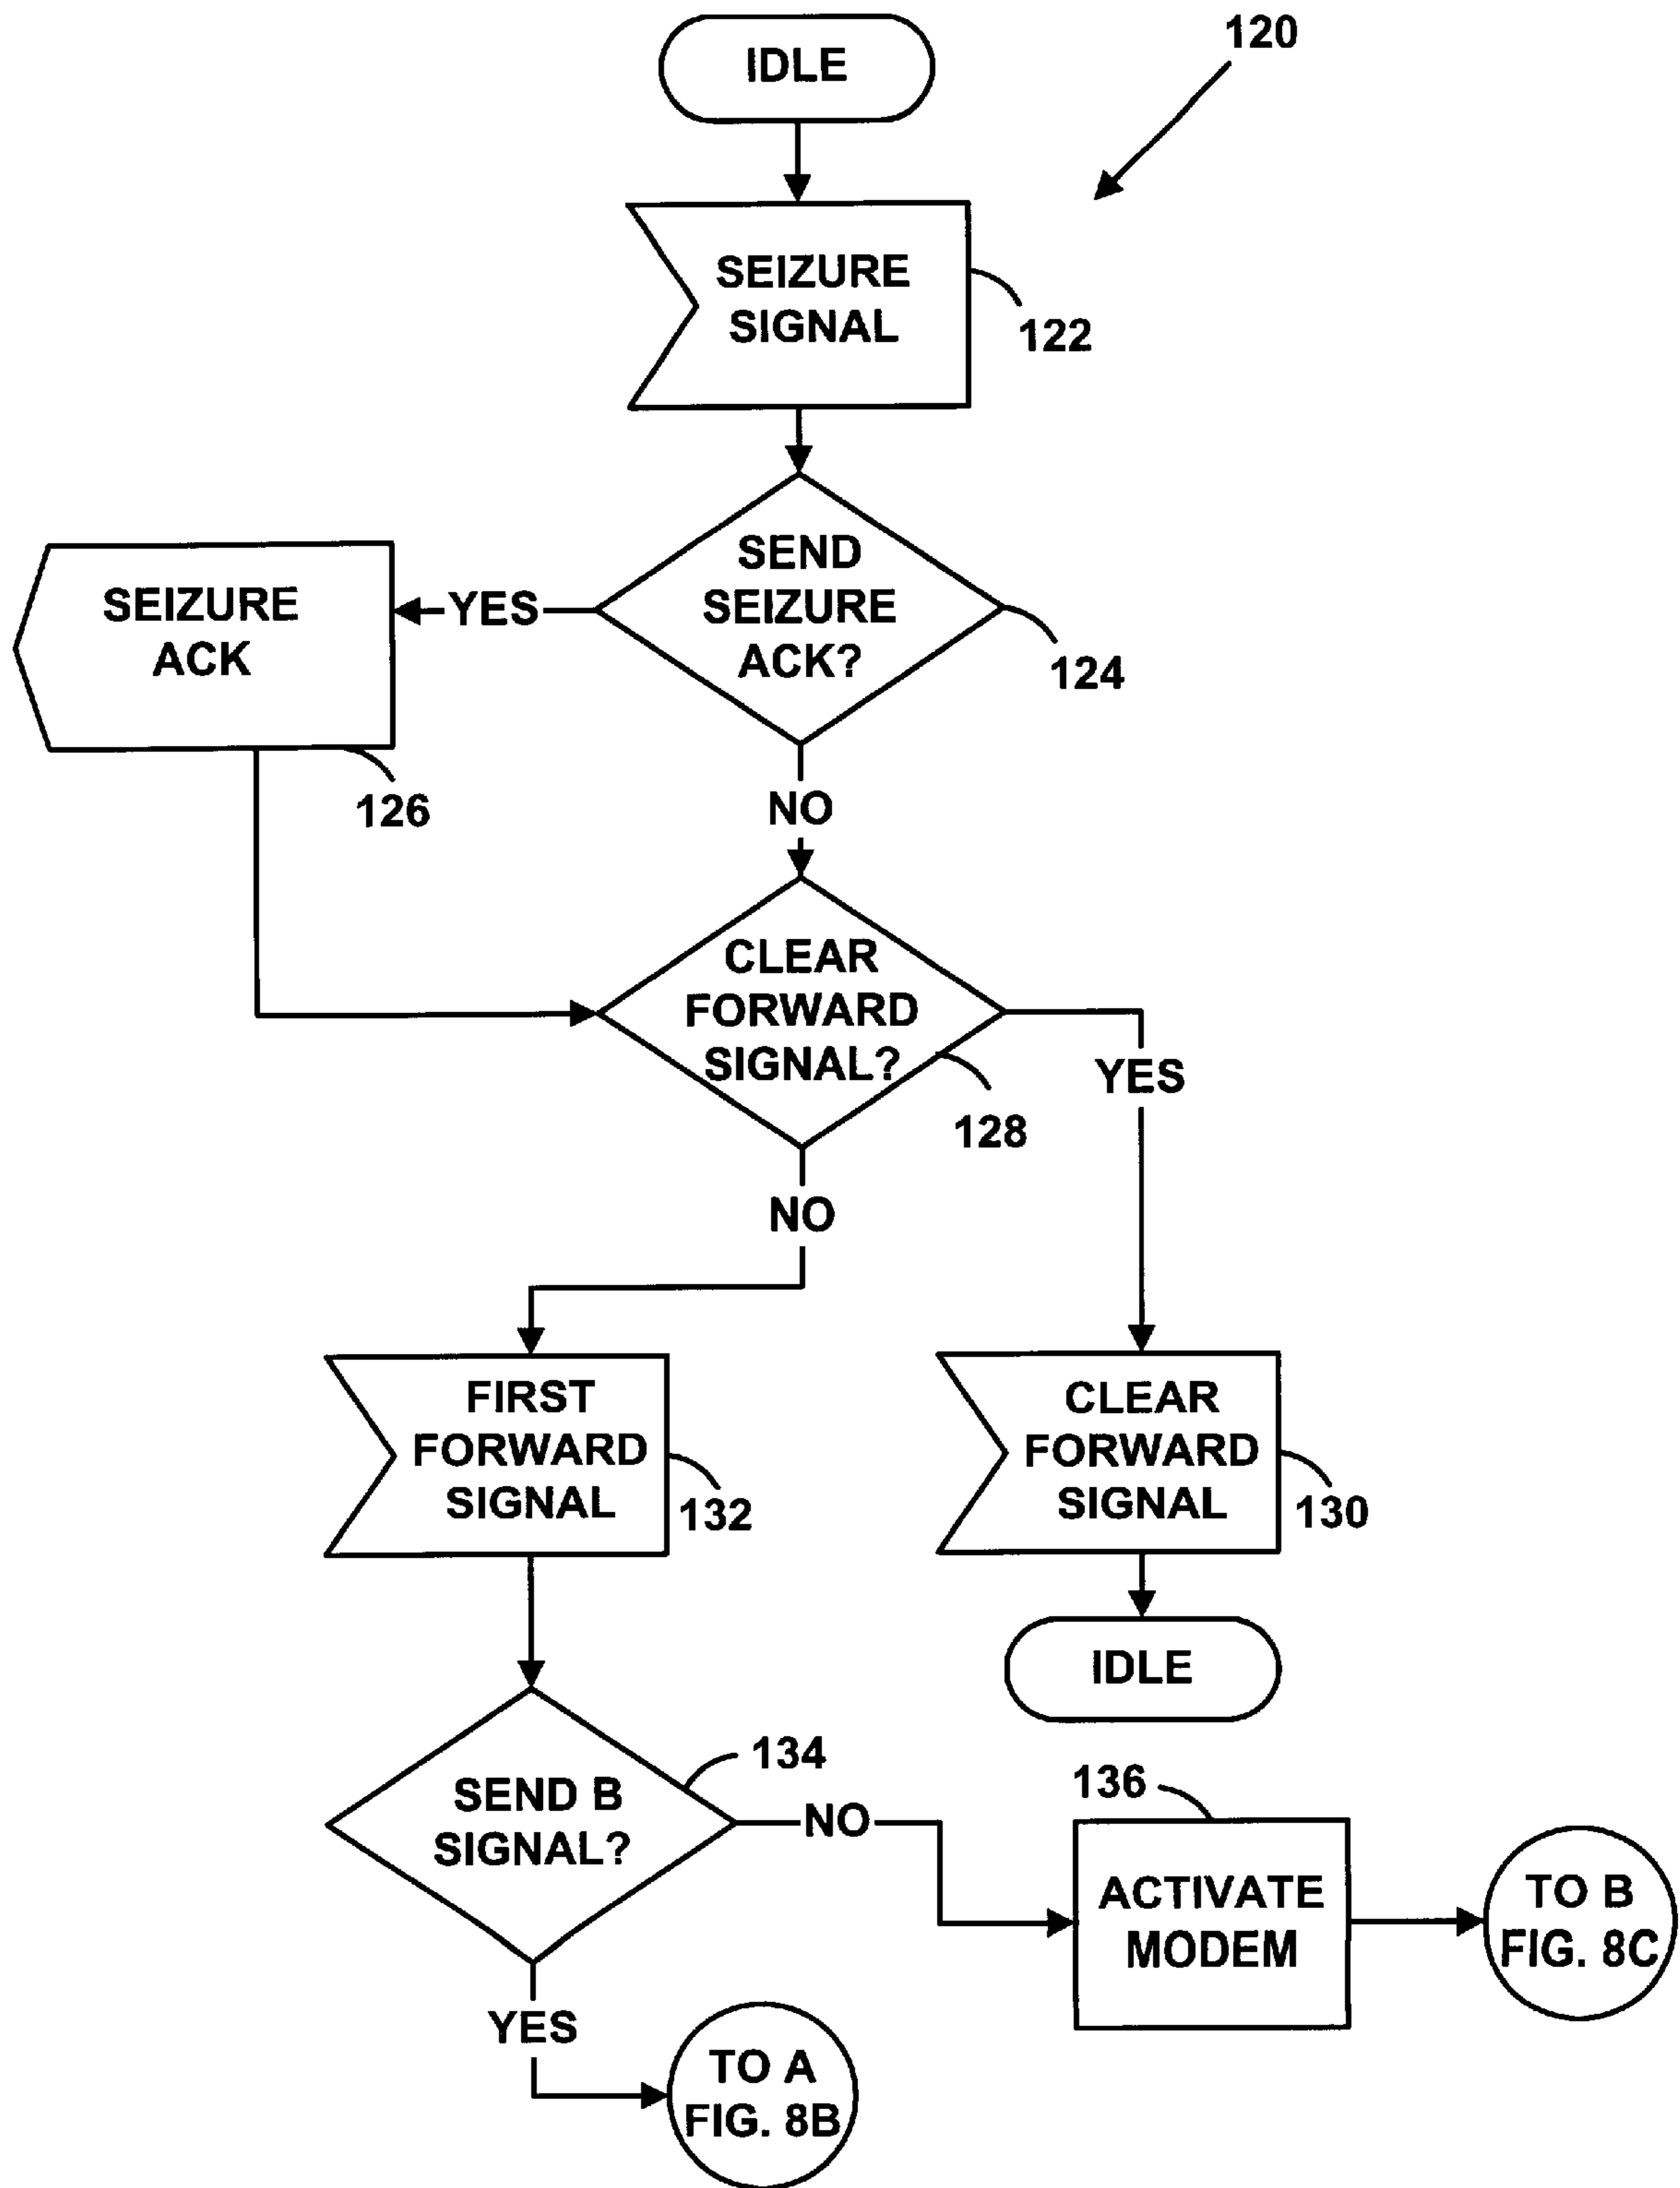 IDLE
120
SEIZURE
SIGNAL
122
SEND
SEIZURE
ACK?
124
YES
SEIZURE
ACK
126
NO
CLEAR
FORWARD
SIGNAL?
128
YES
NO
FIRST
FORWARD
SIGNAL
132
CLEAR
FORWARD
SIGNAL
130
IDLE
SEND B
SIGNAL?
134
NO
136
ACTIVATE
MODEM
TO B
FIG. 8C
YES
TO A
FIG. 8B